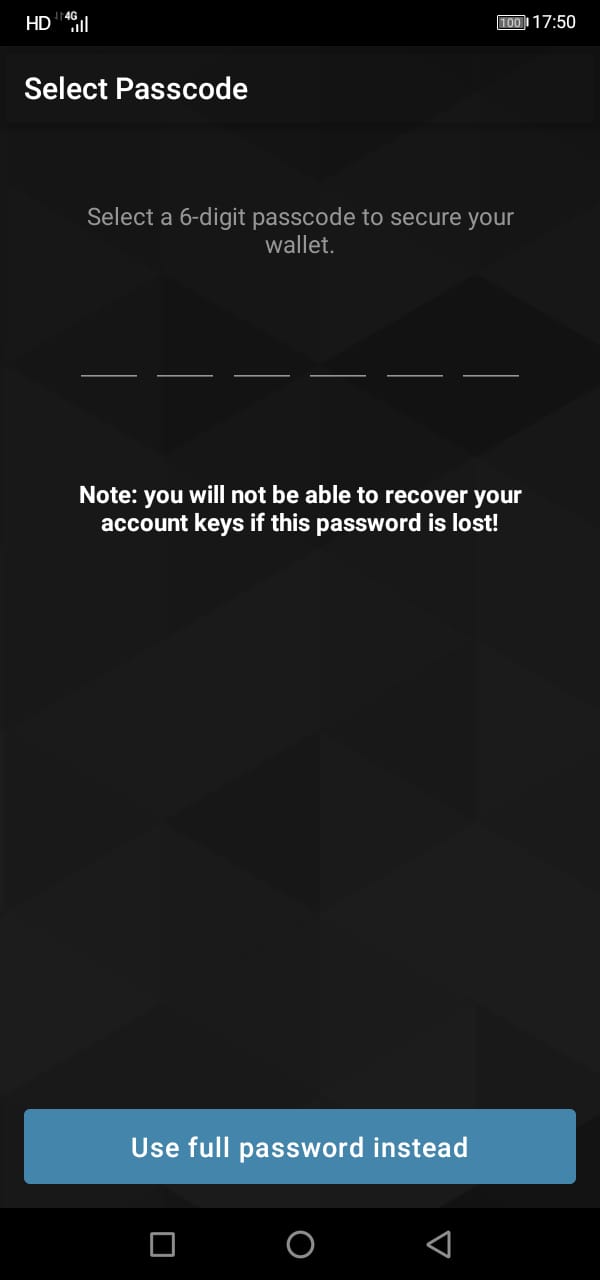 HD 4G 100 17:50
Select Passcode
Select a 6-digit passcode to secure your
wallet.
Note: you will not be able to recover your
account keys if this password is lost!
Use full password instead